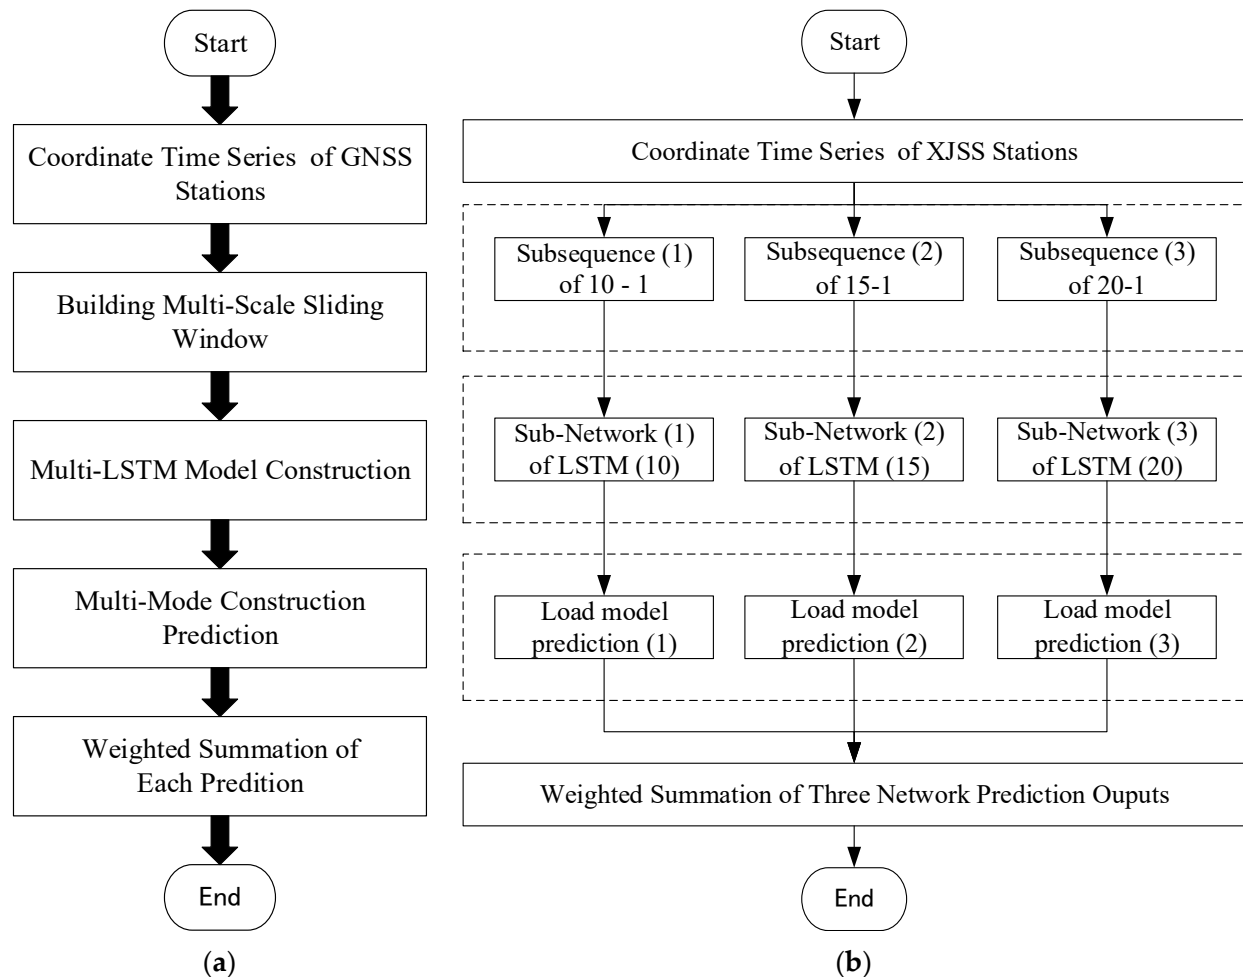 Start
Coordinate Time Series of GNSS
Stations
Building Multi-Scale Sliding
Window
Multi-LSTM Model Construction
Multi-Mode Construction
Prediction
Weighted Summation of
Each Predition
End
(a)
Start
Coordinate Time Series of XJSS Stations
Subsequence (1)
of 10 - 1
Subsequence (2)
of 15-1
Subsequence (3)
of 20-1
Sub-Network (1)
of LSTM (10)
Sub-Network (2)
of LSTM (15)
Sub-Network (3)
of LSTM (20)
Load model
prediction (1)
Load model
prediction (2)
Load model
prediction (3)
Weighted Summation of Three Network Prediction Ouputs
End
(b)